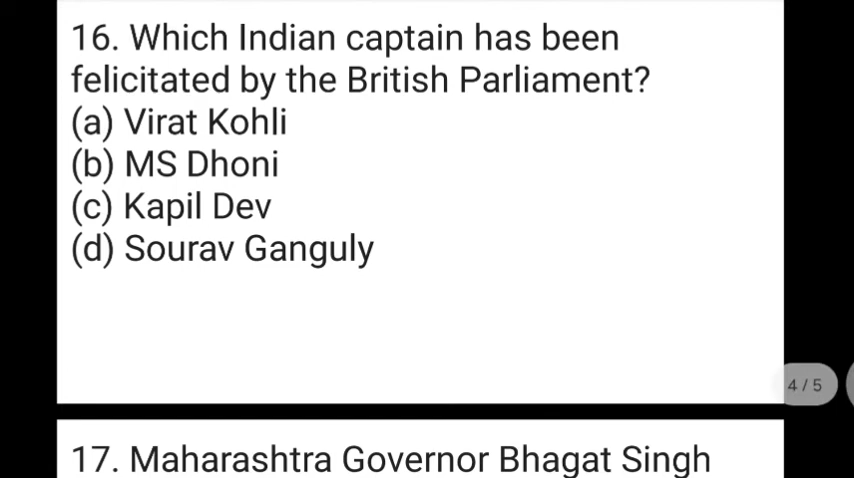 16. Which Indian captain has been
felicitated by the British Parliament?
(a) Virat Kohli
(b) MS Dhoni
(c) Kapil Dev
(d) Sourav Ganguly
4 / 5
17. Maharashtra Governor Bhagat Singh